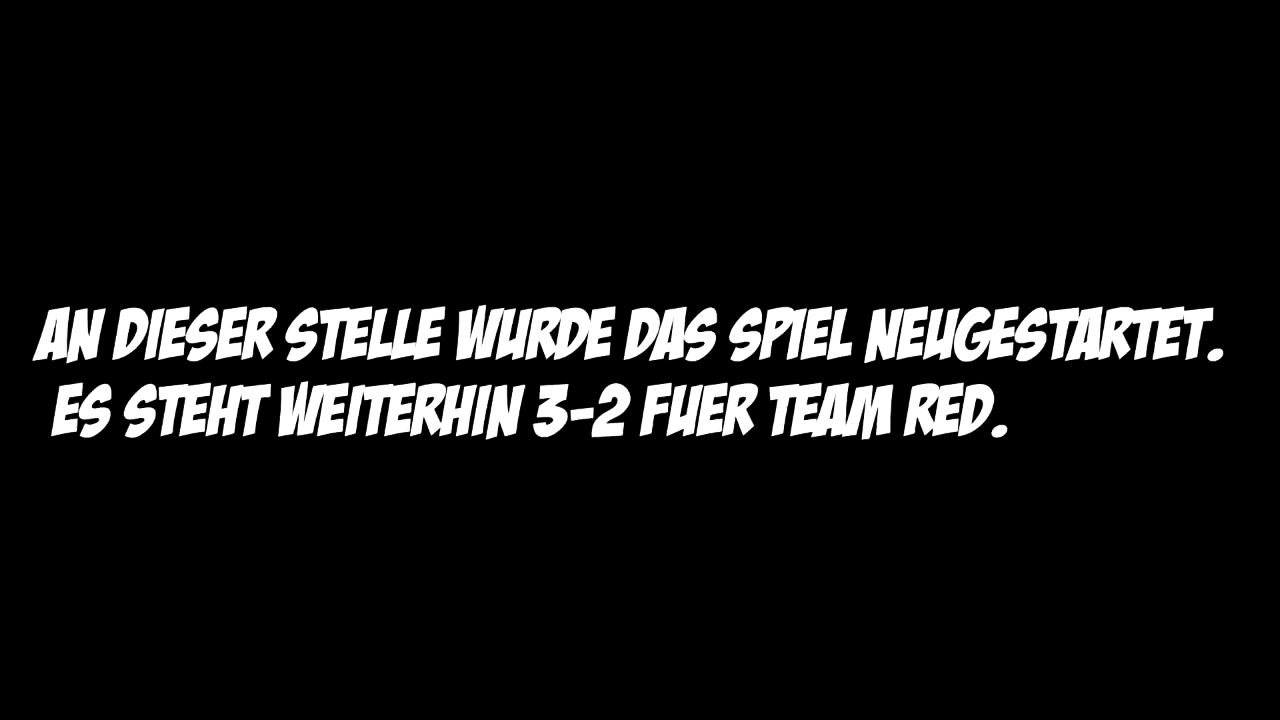 AN DIESER STELLE WURDE DAS SPIEL NEUGESTARTET.
ES STEHT WEITERHIN 3-2 FUER TEAM RED.